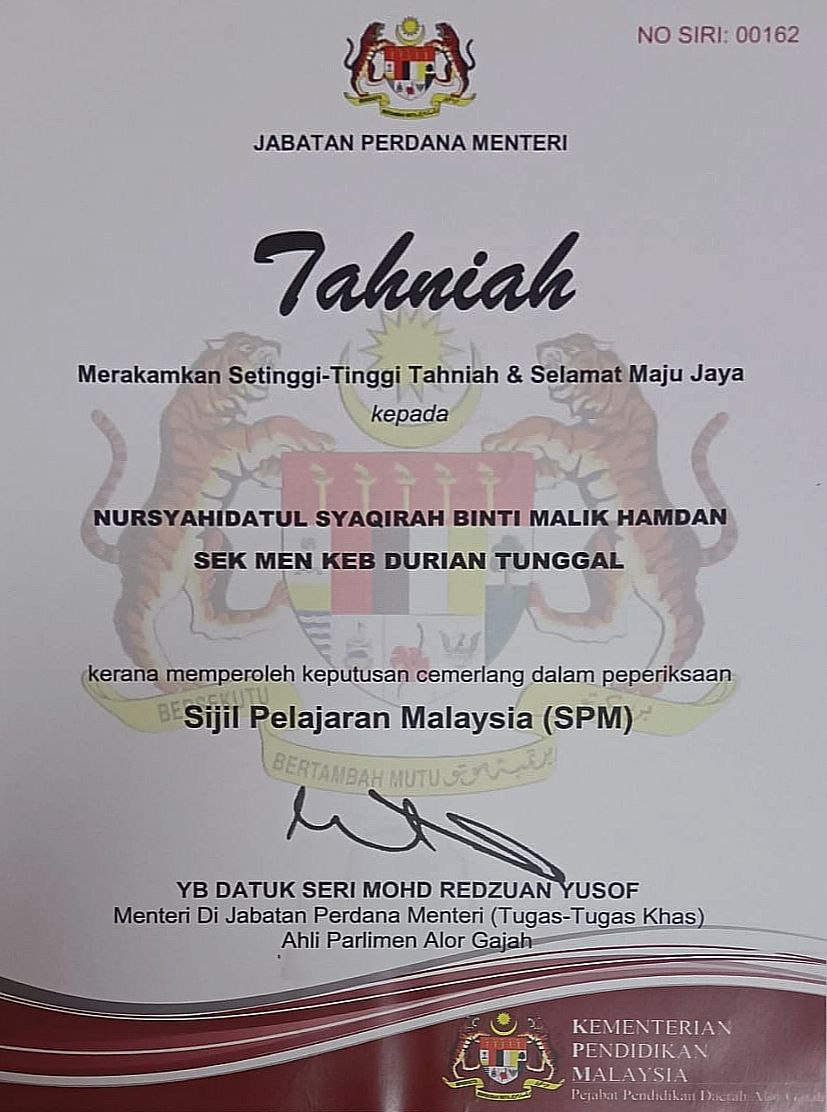 NO SIRI: 00162
JABATAN PERDANA MENTERI
Tahniah
Merakamkan Setinggi-Tinggi Tahniah & Selamat Maju Jaya
kepada
NURSYAHIDATUL SYAQIRAH BINTI MALIK HAMDAN
SEK MEN KEB DURIAN TUNGGAL
kerana memperoleh keputusan cemerlang dalam peperiksaan
BERSEKUTU
Sijil Pelajaran Malaysia (SPM)
BERTAMBAH MUTU
YB DATUK SERI MOHD REDZUAN YUSOF
Menteri Di Jabatan Perdana Menteri (Tugas-Tugas Khas)
Ahli Parlimen Alor Gajah
KEMENTERIAN
PENDIDIKAN
MALAYSIA
Pejabat Pendidikan Daerah Alor Gajah